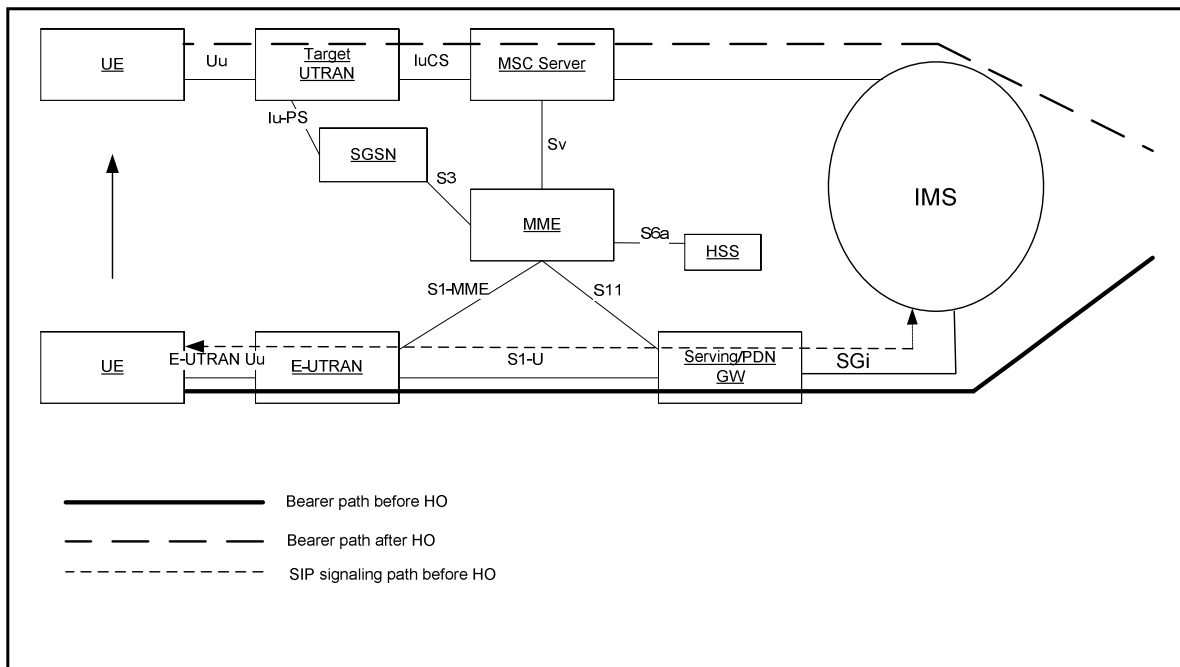 UE
Uu
Target
UTRAN
IuCS
MSC Server
Iu-PS
SGSN
S3
Sv
MME
S6a
HSS
IMS
S1-MME
S11
UE
E-UTRAN Uu
E-UTRAN
S1-U
Serving/PDN
GW
SGi
Bearer path before HO
Bearer path after HO
SIP signaling path before HO